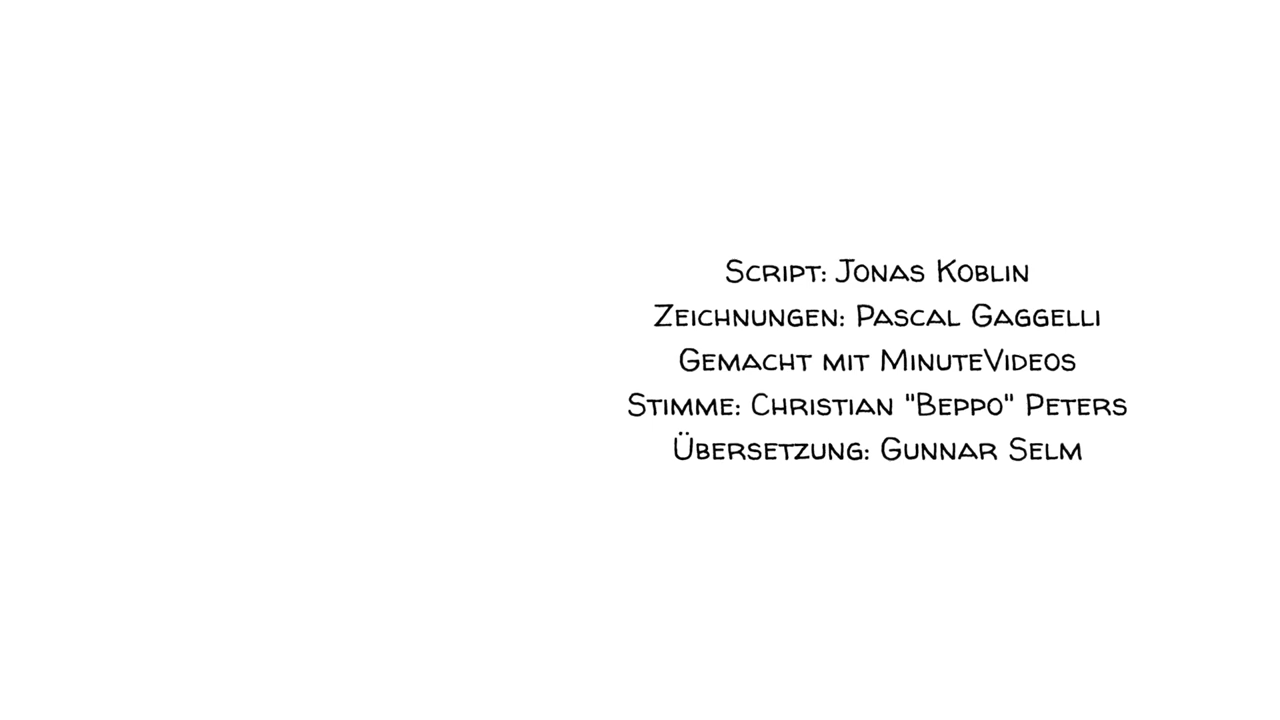 Script: Jonas Koblin
Zeichnungen: Pascal Gaggelli
Gemacht mit MinuteVideos
Stimme: Christian "Beppo" Peters
Übersetzung: Gunnar Selm